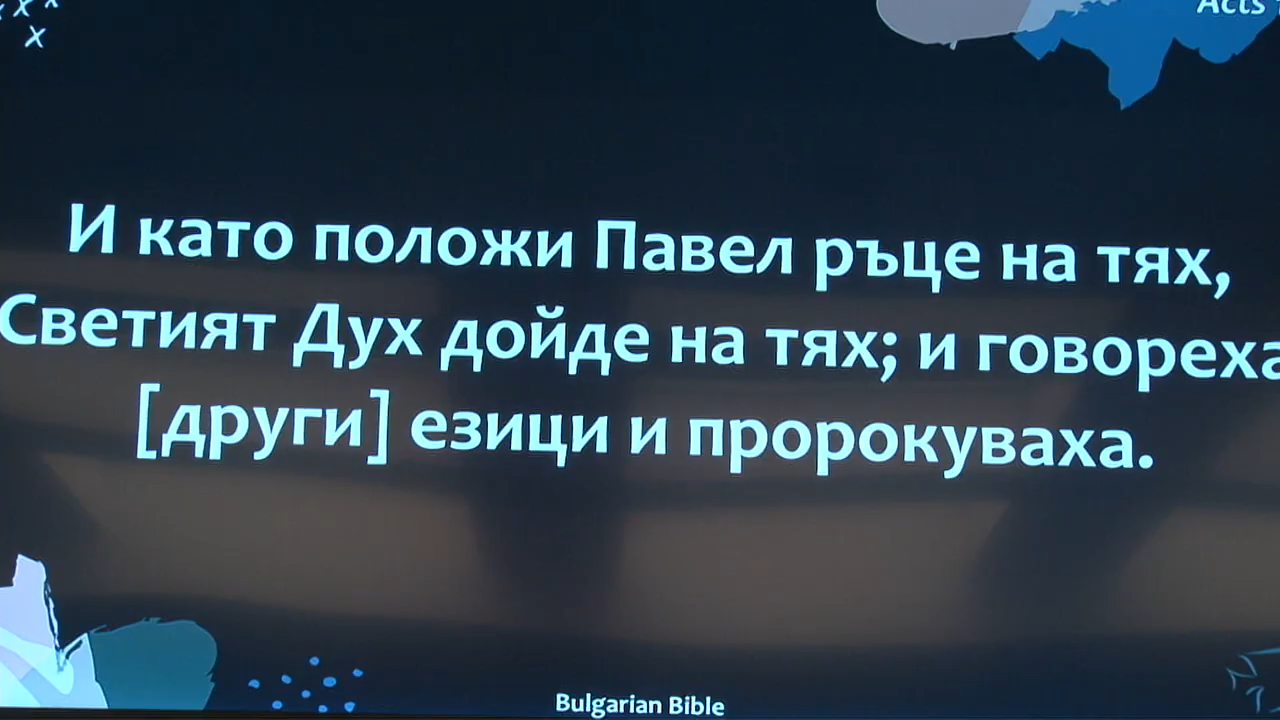 Acts
И като положи Павел ръце на тях,
Светият Дух дойде на тях; и говореха
[други] езици и пророкуваха.
Bulgarian Bible